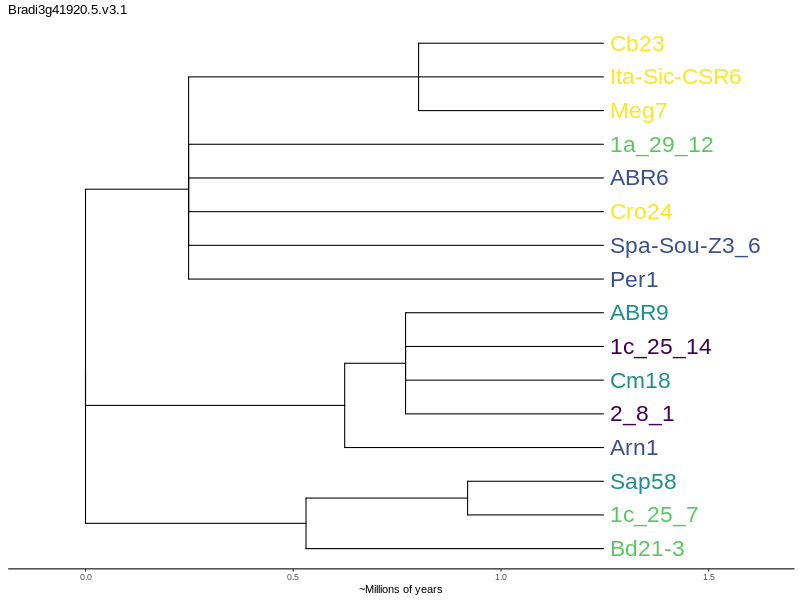 Bradi3g41920.5.v3.1
Cb23
Ita-Sic-CSR6
Meg7
1a_29_12
ABR6
Cro24
Spa-Sou-Z3_6
Per1
ABR9
1c_25_14
Cm18
2_8_1
Arn1
Sap58
1c_25_7
Bd21-3
0.0 0.5 1.0 1.5
~Millions of years